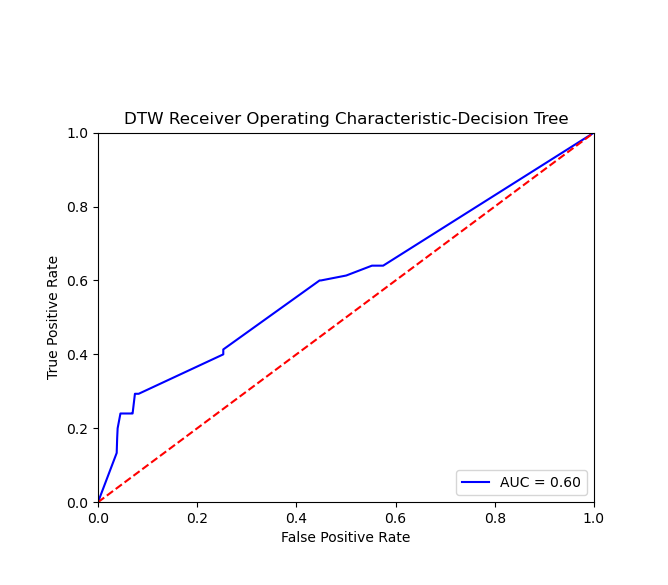 DTW Receiver Operating Characteristic-Decision Tree
1.0
0.8
0.6
0.4
0.2
0.0
True Positive Rate
AUC = 0.60
0.0 0.2 0.4 0.6 0.8 1.0
False Positive Rate